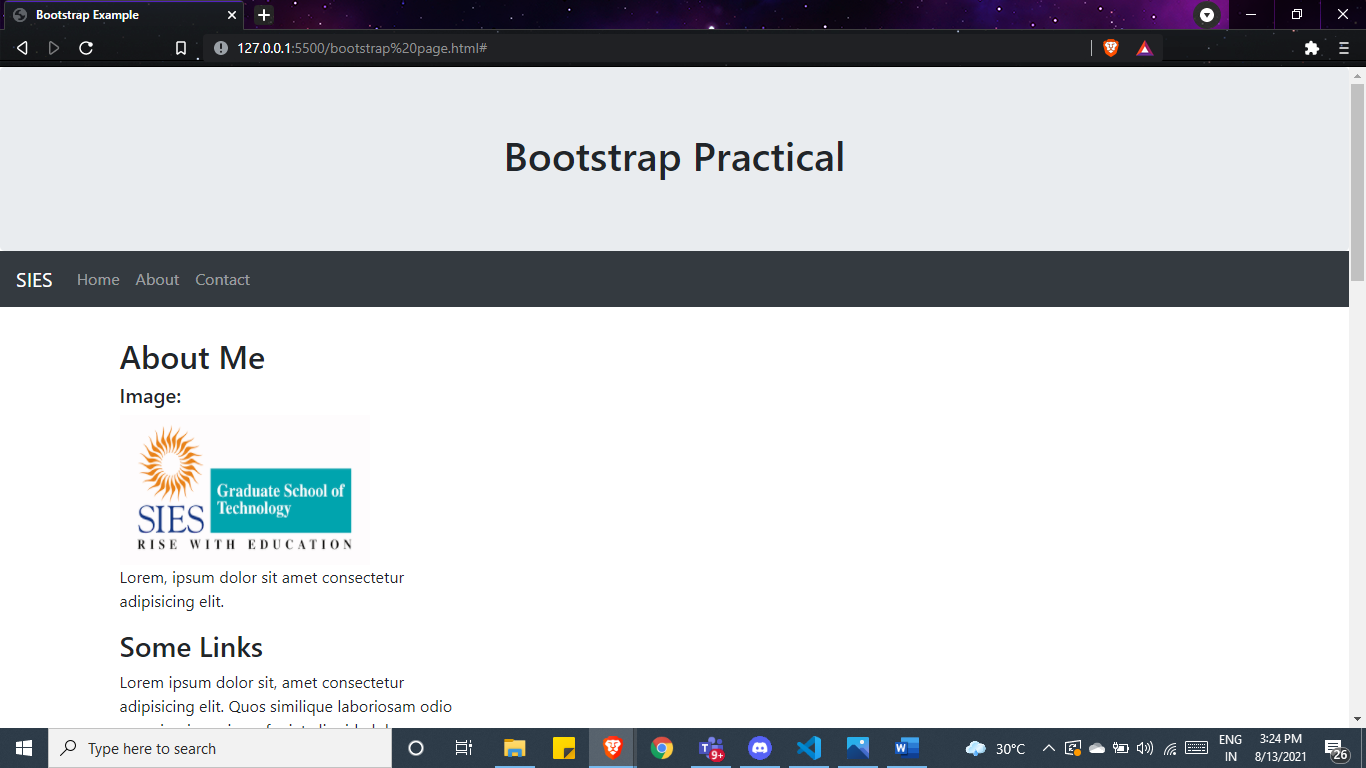 Bootstrap Example
127.0.0.1:5500/bootstrap%20page.html#
Bootstrap Practical
SIES Home About Contact
About Me
Image:
Graduate School of
Technology
SIES
RISE WITH EDUCATION
Lorem, ipsum dolor sit amet consectetur
adipisicing elit.
Some Links
Lorem ipsum dolor sit, amet consectetur
adipisicing elit. Quos similique laboriosam odio
Type here to search
9+
30°C
ENG
IN
3:24 PM
8/13/2021
26